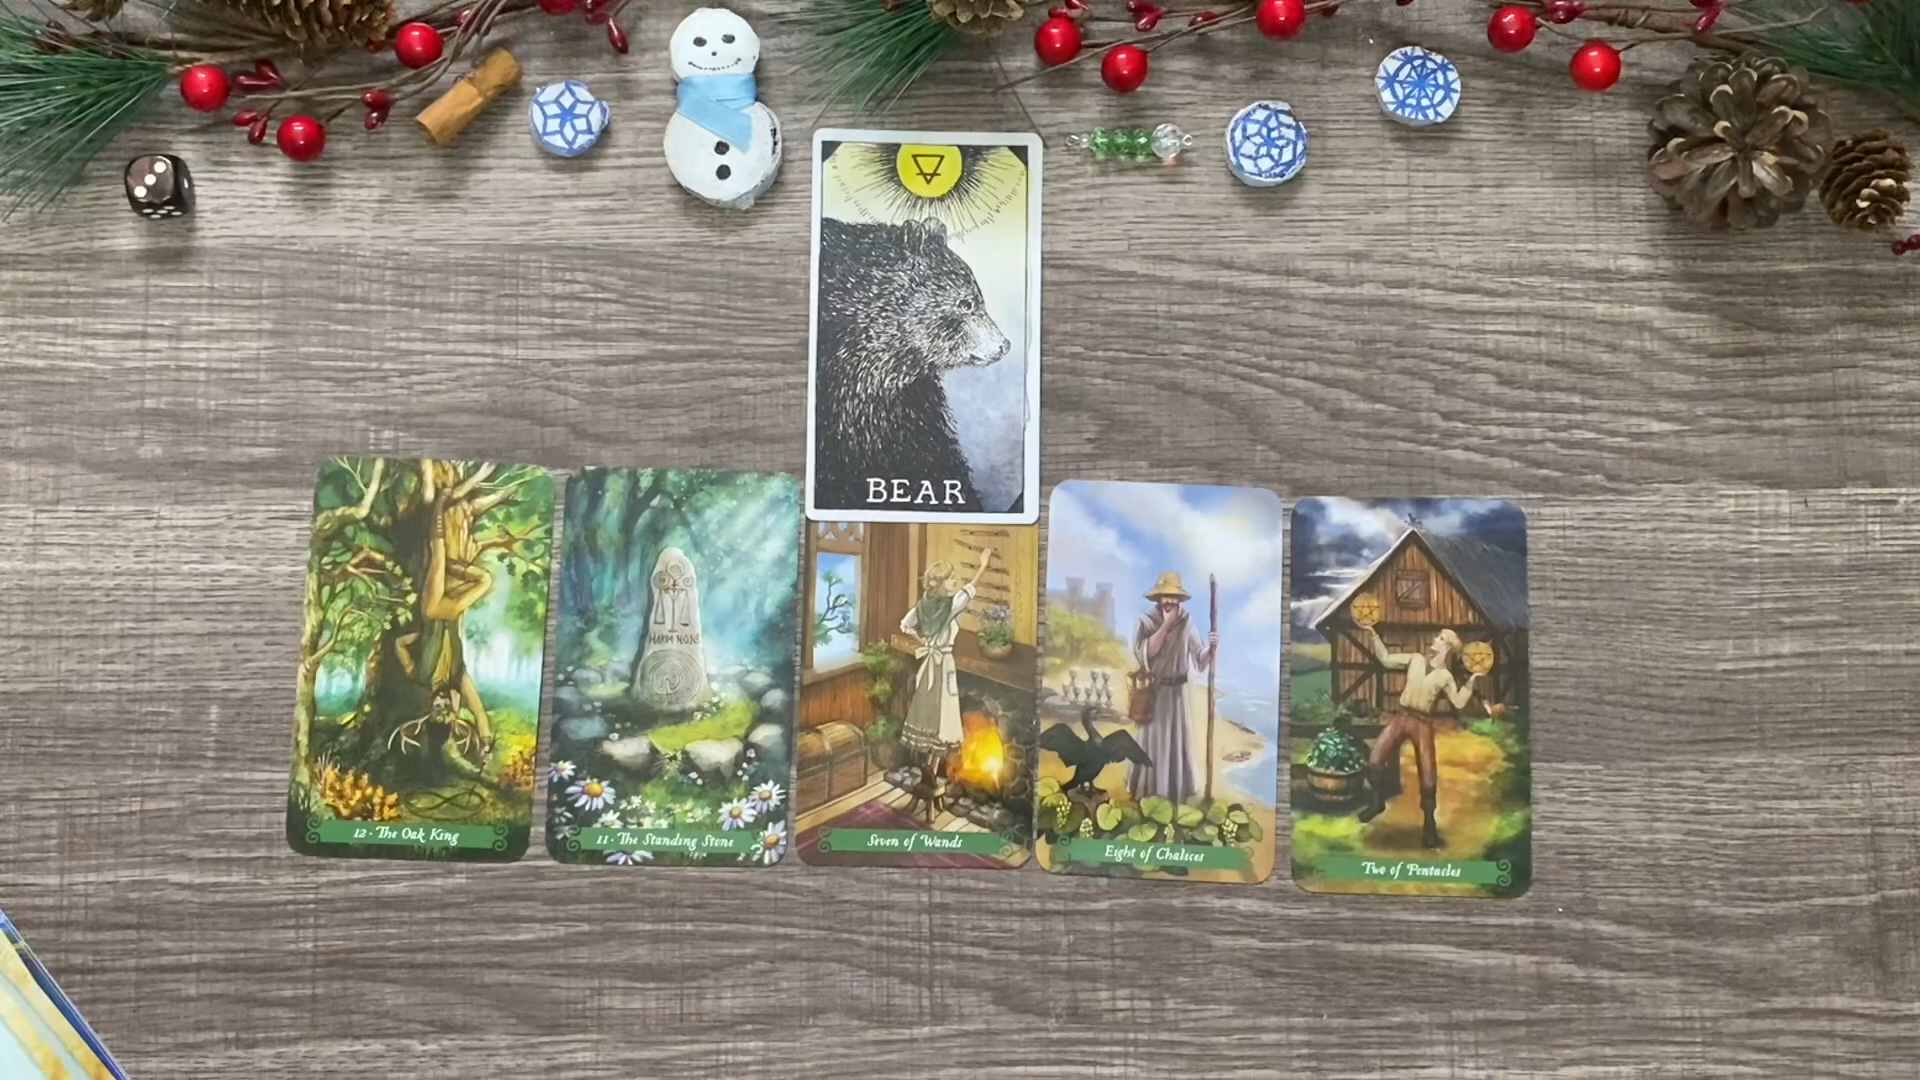 BEAR
HARM NONE
12 · The Oak King
11 · The Standing Stone
Seven of Wands
Eight of Chalices
Two of Pentacles